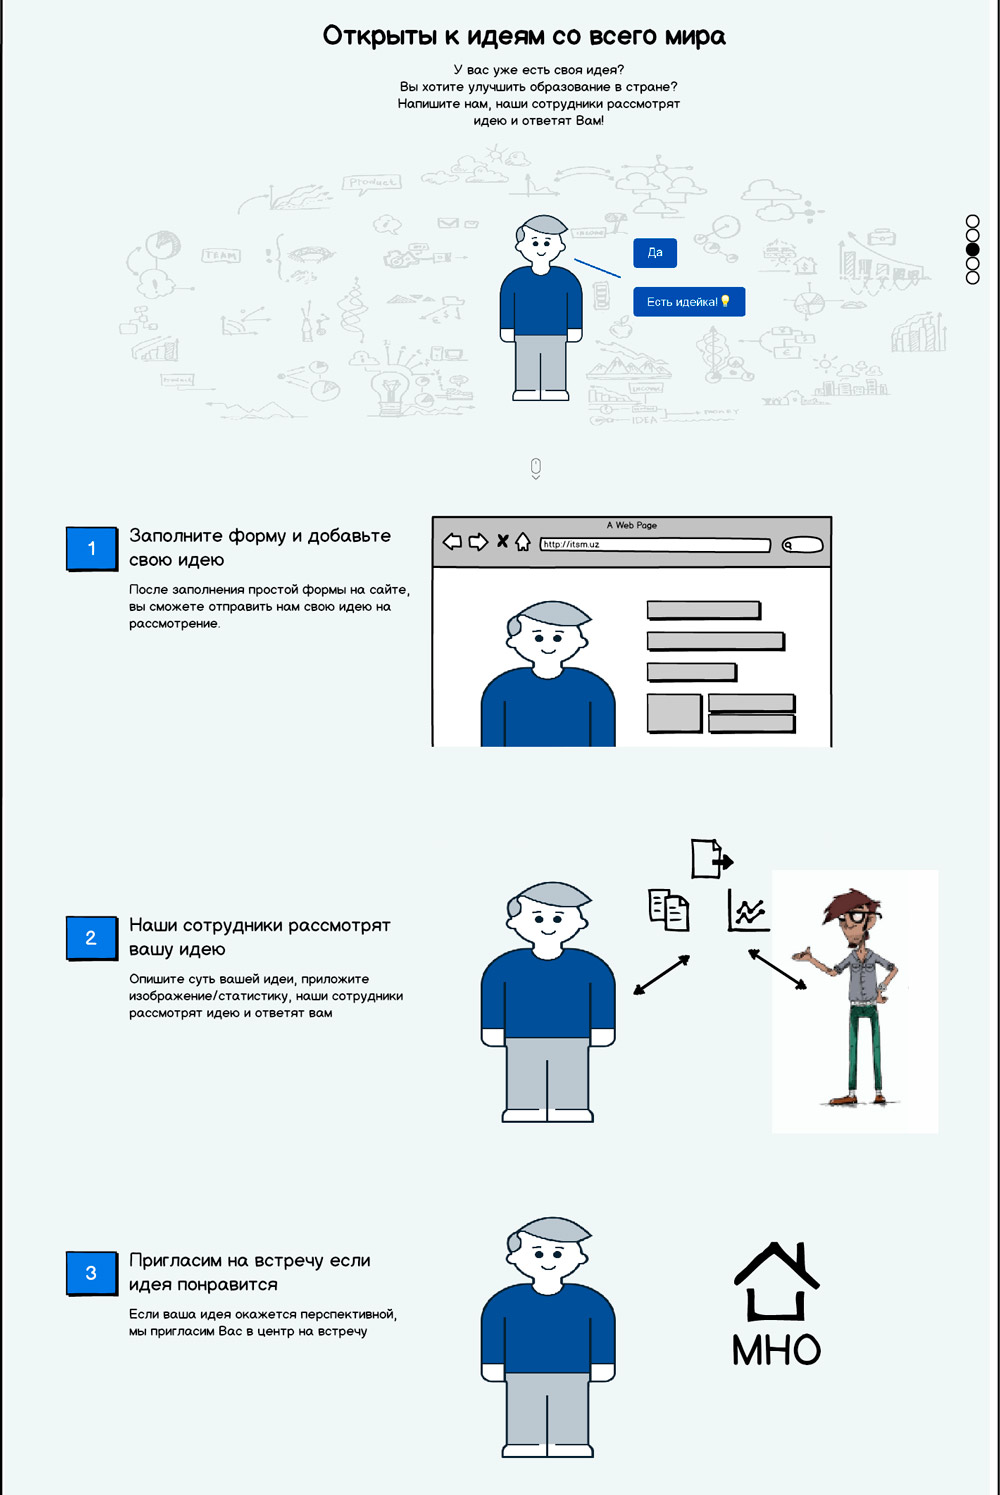 Открыты к идеям со всего мира
У вас уже есть своя идея?
Вы хотите улучшить образование в стране?
Напишите нам, наши сотрудники рассмотрят
идею и ответят Вам!
Product
TEAM
Да
Есть идейка!
INCOME
IDEA
1
Заполните форму и добавьте
свою идею
После заполнения простой формы на сайте,
вы сможете отправить нам свою идею на
рассмотрение.
A Web Page
http://itsm.uz
2
Наши сотрудники рассмотрят
вашу идею
Опишите суть вашей идеи, приложите
изображение/статистику, наши сотрудники
рассмотрят идею и ответят вам
3
Пригласим на встречу если
идея понравится
Если ваша идея окажется перспективной,
мы пригласим Вас в центр на встречу
МНО